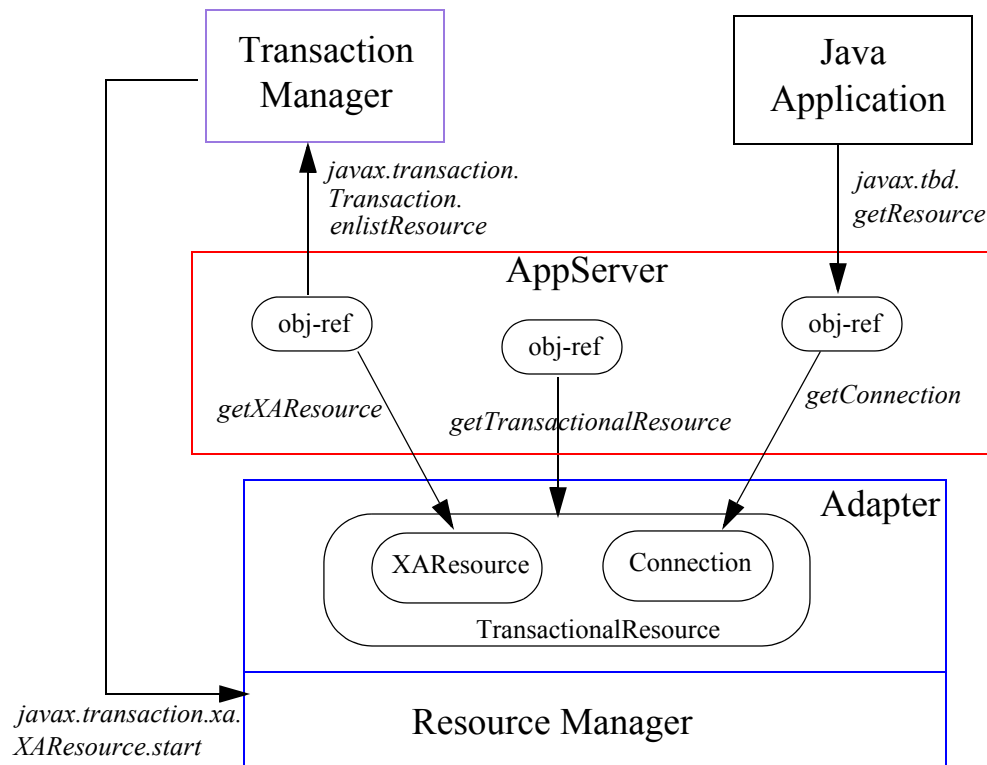 Transaction
Manager
Java
Application
javax.transaction.
Transaction.
enlistResource
javax.tbd.
getResource
AppServer
obj-ref
obj-ref
obj-ref
getXAResource
getTransactionalResource
getConnection
Adapter
XAResource
Connection
TransactionalResource
javax.transaction.xa.
XAResource.start
Resource Manager